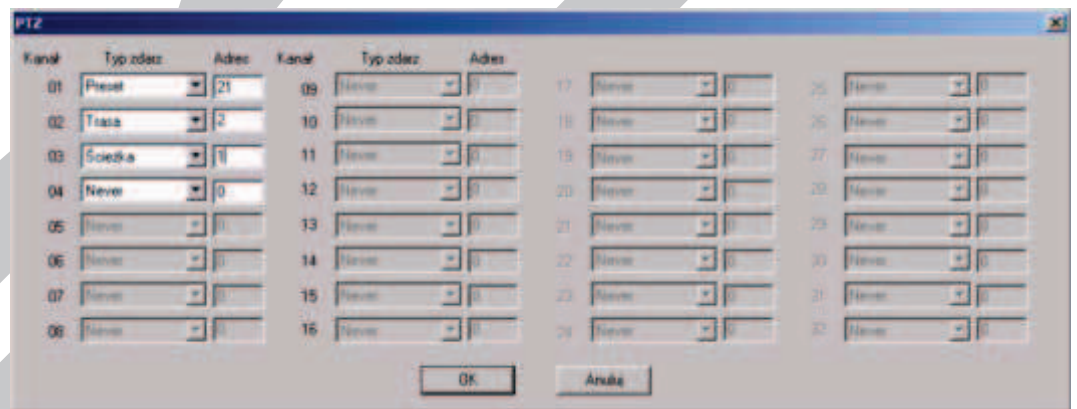 PTZ
Kanał Typ zdarz Adres Kanał Typ zdarz Adres
01 Preset 21 09 Never 0 17 Never 0 25 Never 0
02 Trasa 2 10 Never 0 18 Never 0 26 Never 0
03 Ścieżka 1 11 Never 0 19 Never 0 27 Never 0
04 Never 0 12 Never 0 20 Never 0 28 Never 0
05 Never 0 13 Never 0 21 Never 0 29 Never 0
06 Never 0 14 Never 0 22 Never 0 30 Never 0
07 Never 0 15 Never 0 23 Never 0 31 Never 0
08 Never 0 16 Never 0 24 Never 0 32 Never 0
OK Anuluj